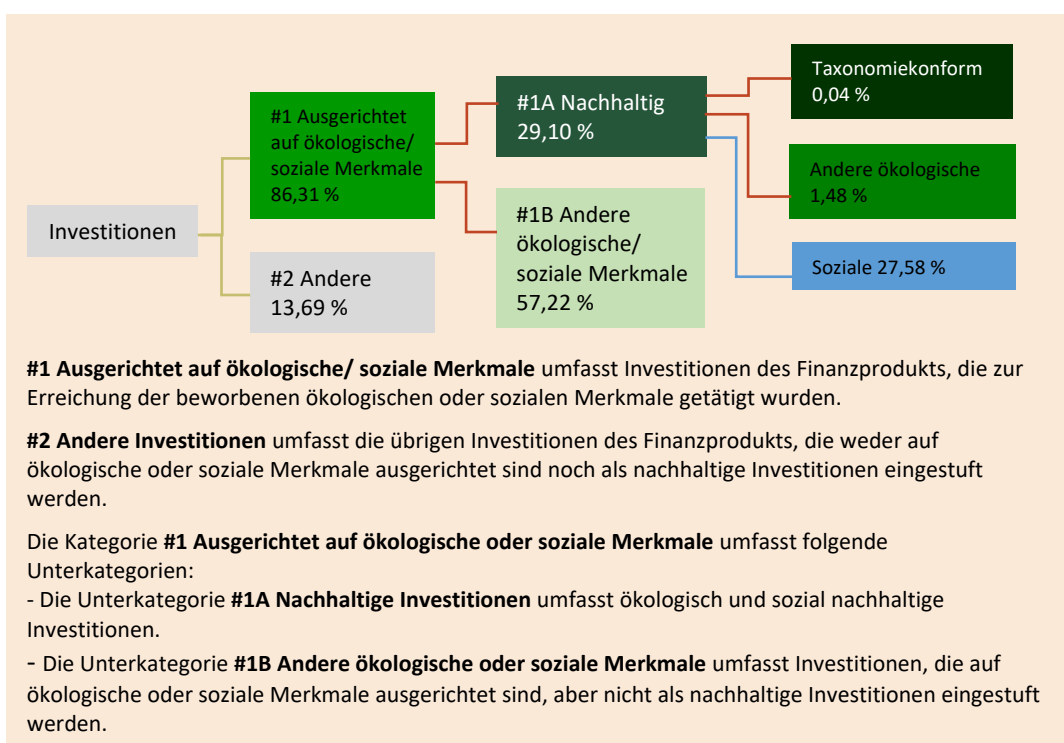 Investitionen
#1 Ausgerichtet
auf ökologische/
soziale Merkmale
86,31 %
#2 Andere
13,69 %
#1A Nachhaltig
29,10 %
#1B Andere
ökologische/
soziale Merkmale
57,22 %
Taxonomiekonform
0,04 %
Andere ökologische
1,48 %
Soziale 27,58 %
#1 Ausgerichtet auf ökologische/ soziale Merkmale umfasst Investitionen des Finanzprodukts, die zur
Erreichung der beworbenen ökologischen oder sozialen Merkmale getätigt wurden.
#2 Andere Investitionen umfasst die übrigen Investitionen des Finanzprodukts, die weder auf
ökologische oder soziale Merkmale ausgerichtet sind noch als nachhaltige Investitionen eingestuft
werden.
Die Kategorie #1 Ausgerichtet auf ökologische oder soziale Merkmale umfasst folgende
Unterkategorien:
- Die Unterkategorie #1A Nachhaltige Investitionen umfasst ökologisch und sozial nachhaltige
Investitionen.
- Die Unterkategorie #1B Andere ökologische oder soziale Merkmale umfasst Investitionen, die auf
ökologische oder soziale Merkmale ausgerichtet sind, aber nicht als nachhaltige Investitionen eingestuft
werden.